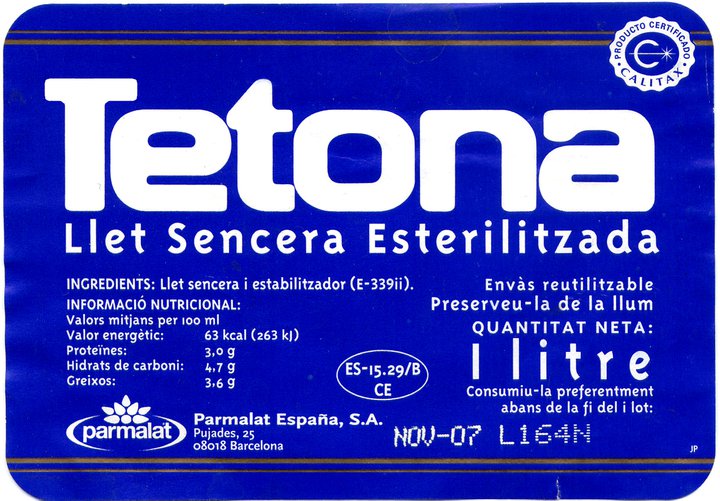 PRODUCTO CERTIFICADO
CALITAX
Tetona
Llet Sencera Esterilitzada
INGREDIENTS: Llet sencera i estabilitzador (E-339ii).
INFORMACIÓ NUTRICIONAL:
Valors mitjans per 100 ml
Valor energètic: 63 kcal (263 kJ)
Proteïnes: 3,0 g
Hidrats de carboni: 4,7 g
Greixos: 3,6 g
Envàs reutilitzable
Preserveu-la de la llum
QUANTITAT NETA:
1 litre
Consumiu-la preferentment
abans de la fi del i lot:
ES-15.29/B
CE
parmalat
Parmalat España, S.A.
Pujades, 25
08018 Barcelona
NOV-07 L164N
JP